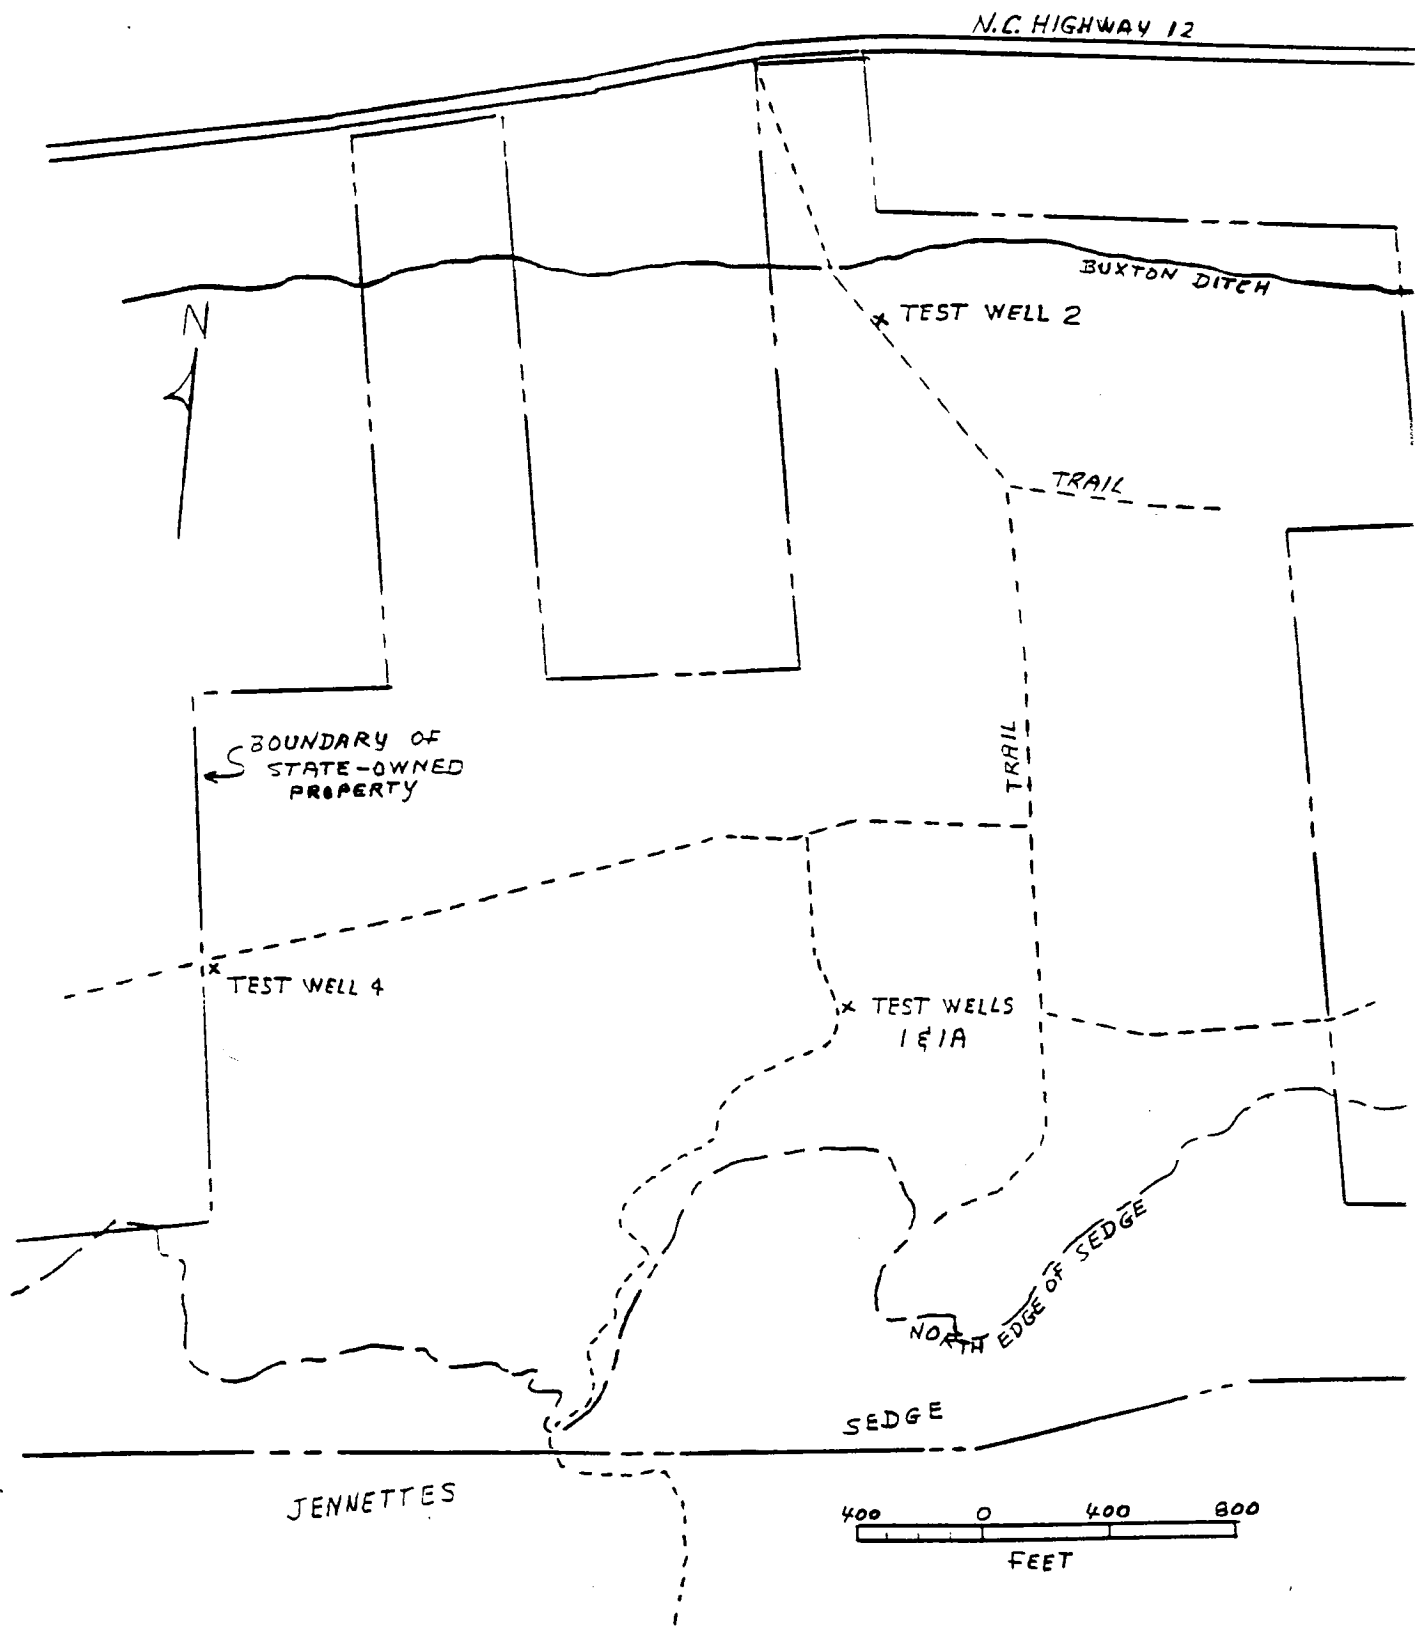 N.C. HIGHWAY 12
BUXTON DITCH
N
TEST WELL 2
TRAIL
TRAIL
BOUNDARY OF
STATE-OWNED
PROPERTY
TEST WELL 4
TEST WELLS
1 & 1A
NORTH EDGE OF SEDGE
SEDGE
JENNETTES
400 0 400 800
FEET